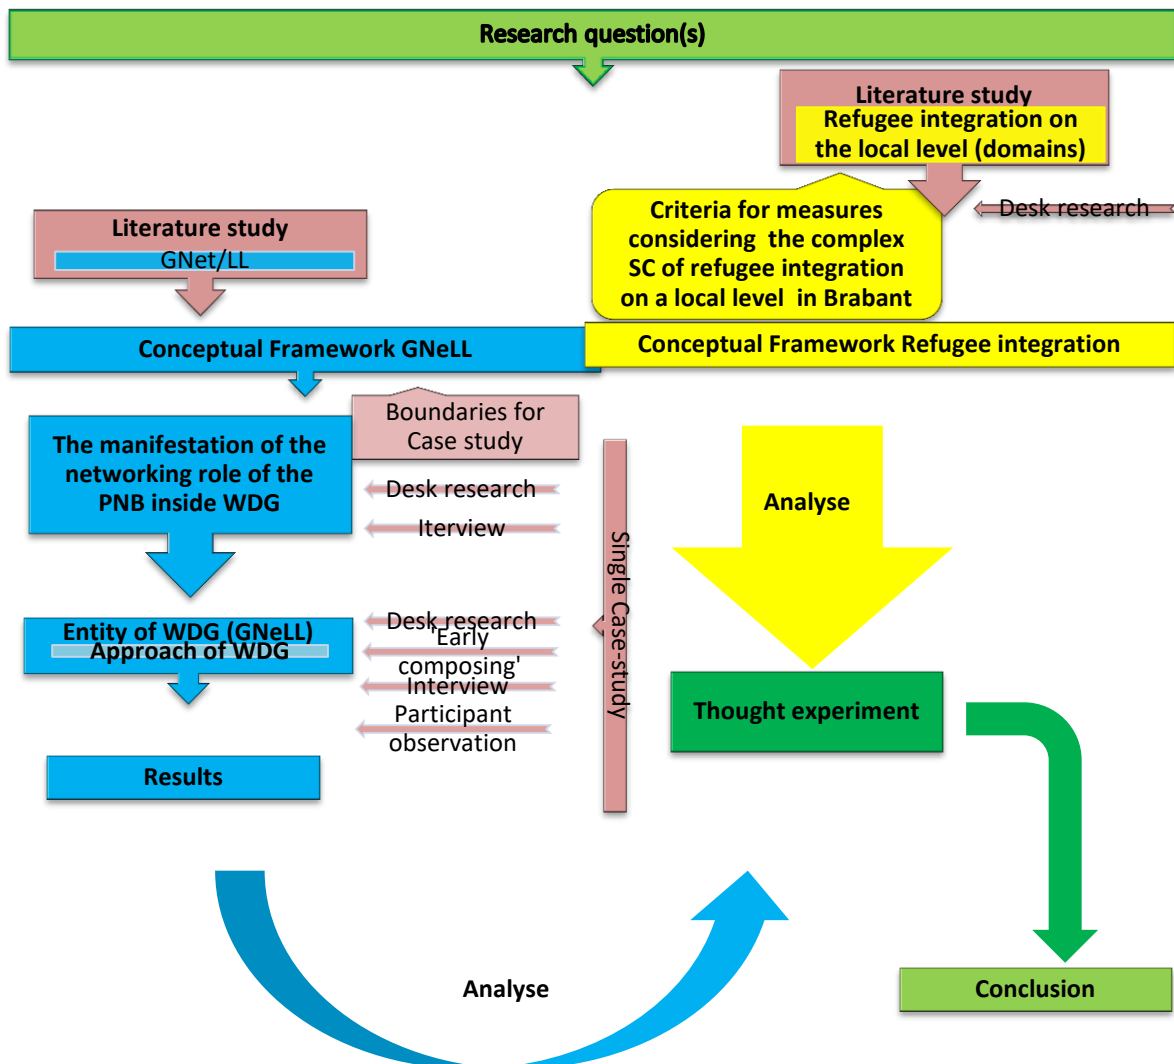 Research question(s)
Literature study
Refugee integration on
the local level (domains)
Desk research
Criteria for measures
considering the complex
SC of refugee integration
on a local level in Brabant
Literature study
GNet/LL
Conceptual Framework GNeLL
Conceptual Framework Refugee integration
Boundaries for
Case study
The manifestation of the
networking role of the
PNB inside WDG
Desk research
Iterview
Single Case-study
Analyse
Entity of WDG (GNeLL)
Approach of WDG
Desk research
'Early
composing'
Interview
Participant
observation
Thought experiment
Results
Analyse
Conclusion